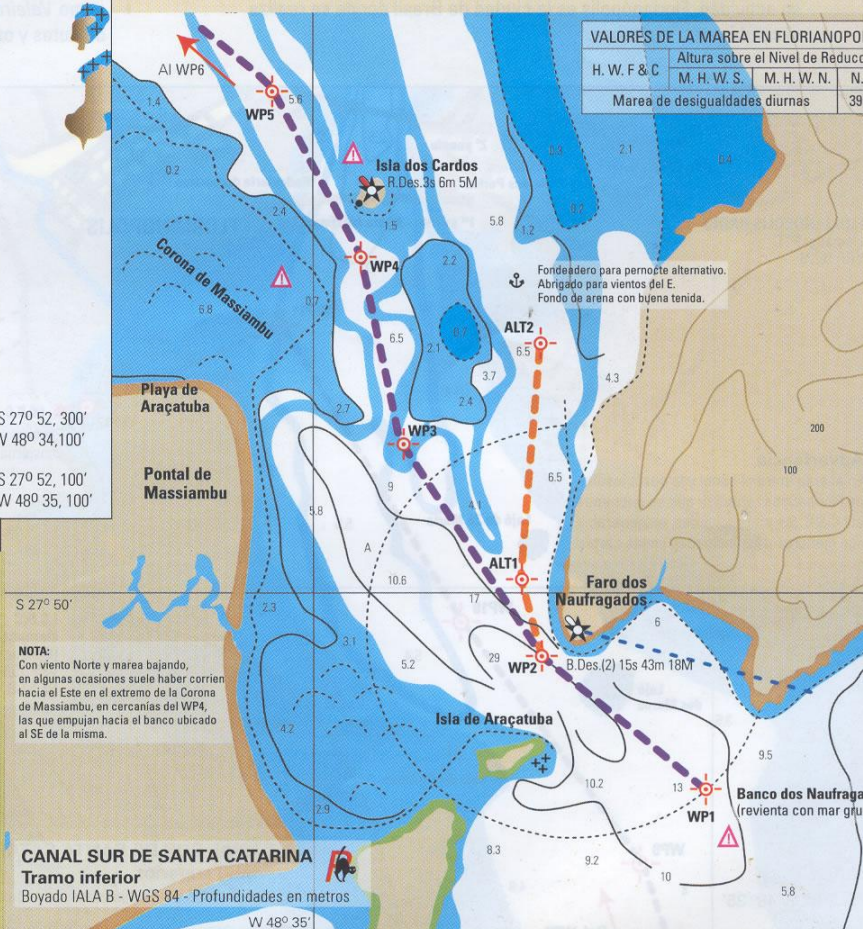 VALORES DE LA MAREA EN FLORIANOPO
H. W. F & C
Altura sobre el Nivel de Reducc
M. H. W. S.
M. H. W. N.
N.
Marea de desigualdades diurnas
39
Al WP6
WP5
5.6
1.4
0.2
2.4
Isla dos Cardos
R.Des.3s 6m 5M
1.5
0.9
2.1
0.4
0.2
5.8
1.2
Corona de Massiambu
6.8
0.7
WP4
2.2
Fondeadero para pernocte alternativo.
Abrigado para vientos del E.
Fondo de arena con buena tenida.
ALT2
6.5
6.5
0.7
2.1
3.7
2.4
4.3
Playa de
Araçatuba
2.7
S 27º 52, 300'
W 48º 34,100'
S 27º 52, 100'
W 48º 35, 100'
WP3
200
100
Pontal de
Massiambu
9
6.5
4.1
5.8
A
10.6
ALT1
17
Faro dos
Naufragados
S 27º 50'
2.3
6
NOTA:
Con viento Norte y marea bajando,
en algunas ocasiones suele haber corrien
hacia el Este en el extremo de la Corona
de Massiambu, en cercanías del WP4,
las que empujan hacia el banco ubicado
al SE de la misma.
3.1
5.2
29
WP2
B.Des.(2) 15s 43m 18M
4.2
Isla de Araçatuba
9.5
10.2
13
WP1
Banco dos Naufraga
(revienta con mar gru
2.9
8.3
9.2
10
5.8
CANAL SUR DE SANTA CATARINA
Tramo inferior
Boyado IALA B - WGS 84 - Profundidades en metros
W 48º 35'